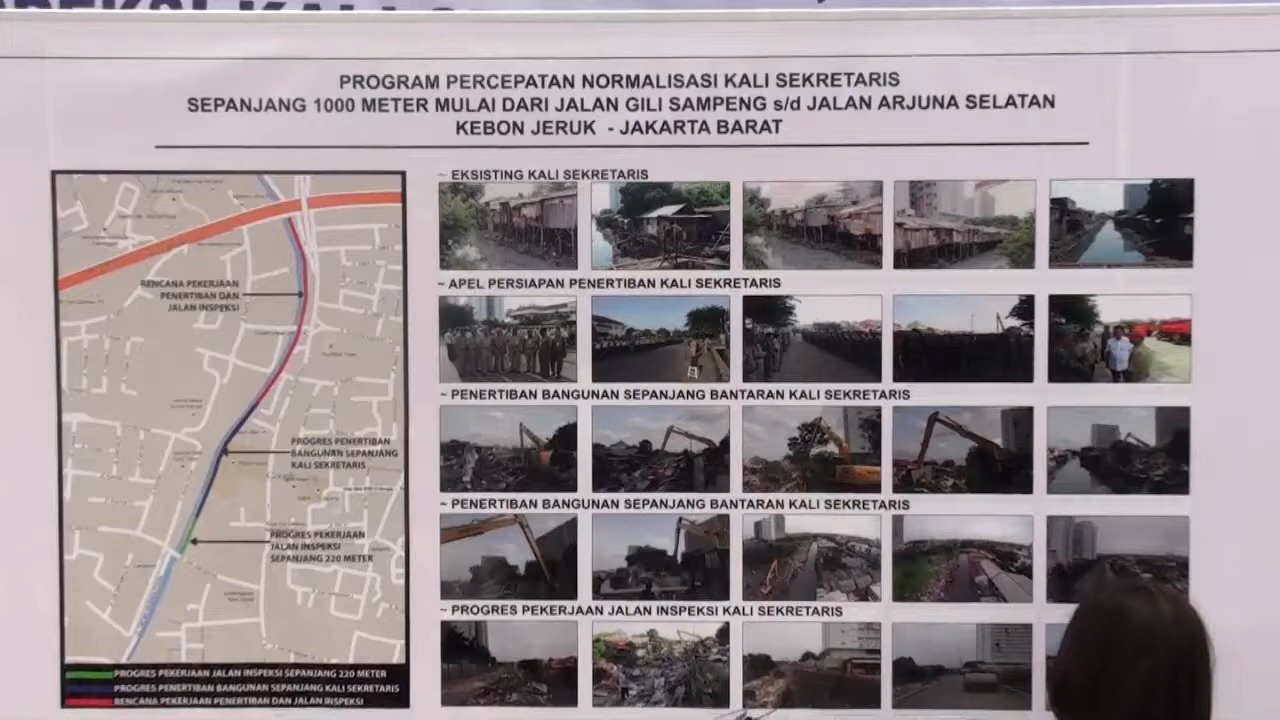 PROGRAM PERCEPATAN NORMALISASI KALI SEKRETARIS
SEPANJANG 1000 METER MULAI DARI JALAN GILI SAMPENG s/d JALAN ARJUNA SELATAN
KEBON JERUK - JAKARTA BARAT
RENCANA PEKERJAAN
PENERTIBAN DAN
JALAN INSPEKSI
PROGRES PENERTIBAN
BANGUNAN SEPANJANG
KALI SEKRETARIS
PROGRES PEKERJAAN
JALAN INSPEKSI
SEPANJANG 220 METER
PROGRES PEKERJAAN JALAN INSPEKSI SEPANJANG 220 METER
PROGRES PENERTIBAN BANGUNAN SEPANJANG KALI SEKRETARIS
RENCANA PEKERJAAN PENERTIBAN DAN JALAN INSPEKSI
~ EKSISTING KALI SEKRETARIS
~ APEL PERSIAPAN PENERTIBAN KALI SEKRETARIS
~ PENERTIBAN BANGUNAN SEPANJANG BANTARAN KALI SEKRETARIS
~ PENERTIBAN BANGUNAN SEPANJANG BANTARAN KALI SEKRETARIS
~ PROGRES PEKERJAAN JALAN INSPEKSI KALI SEKRETARIS